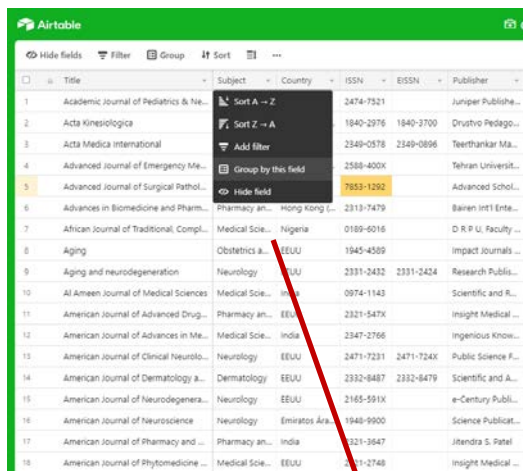 Airtable
Hide fields Filter Group Sort ...
Title Subject Country ISSN EISSN Publisher
1 Academic Journal of Pediatrics & Ne... Sort A → Z 2474-7521 Juniper Publishe...
2 Acta Kinesiologica Sort Z → A 1840-2976 1840-3700 Drustvo Pedago...
3 Acta Medica International Add filter 2349-0578 2349-0896 Teerthankar Ma...
4 Advanced Journal of Emergency Me... Group by this field 2588-400X Tehran Universit...
5 Advanced Journal of Surgical Pathol... Hide field 7853-1292 Advanced Schol...
6 Advances in Biomedicine and Pharm... Pharmacy an... Hong Kong (... 2313-7479 Bairen Int'l Ente...
7 African Journal of Traditional, Compl... Medical Scie... Nigeria 0189-6016 D R P U, Faculty ...
8 Aging Obstetrics a... EEUU 1945-4589 Impact Journals ...
9 Aging and neurodegeneration Neurology EEUU 2331-2432 2331-2424 Research Publis...
10 Al Ameen Journal of Medical Sciences Medical Scie... India 0974-1143 Scientific and R...
11 American Journal of Advanced Drug... Pharmacy an... EEUU 2321-547X Insight Medical ...
12 American Journal of Advances in Me... Medical Scie... India 2347-2766 Ingenious Know...
13 American Journal of Clinical Neurolo... Neurology EEUU 2471-7231 2471-724X Public Science F...
14 American Journal of Dermatology a... Dermatology EEUU 2332-8487 2332-8479 Scientific and A...
15 American Journal of Neurodegenera... Neurology EEUU 2165-591X e-Century Publi...
16 American Journal of Neuroscience Neurology Emiratos Ára... 1948-9900 Science Publicat...
17 American Journal of Pharmacy and ... Pharmacy an... India 2321-3647 Jitendra S. Patel
18 American Journal of Phytomedicine ... Medical Scie... EEUU 2321-2748 Insight Medical ...